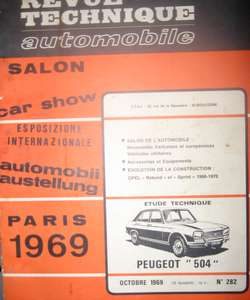 REVUE
TECHNIQUE
automobile
SALON
car show
ESPOSIZIONE
INTERNAZIONALE
automobil
austellung
PARIS
1969
SALON DE L'AUTOMOBILE :
Accessoires et Equipements
EVOLUTION DE LA CONSTRUCTION :
ETUDE TECHNIQUE
PEUGEOT "504"
OCTOBRE 1969
N° 282